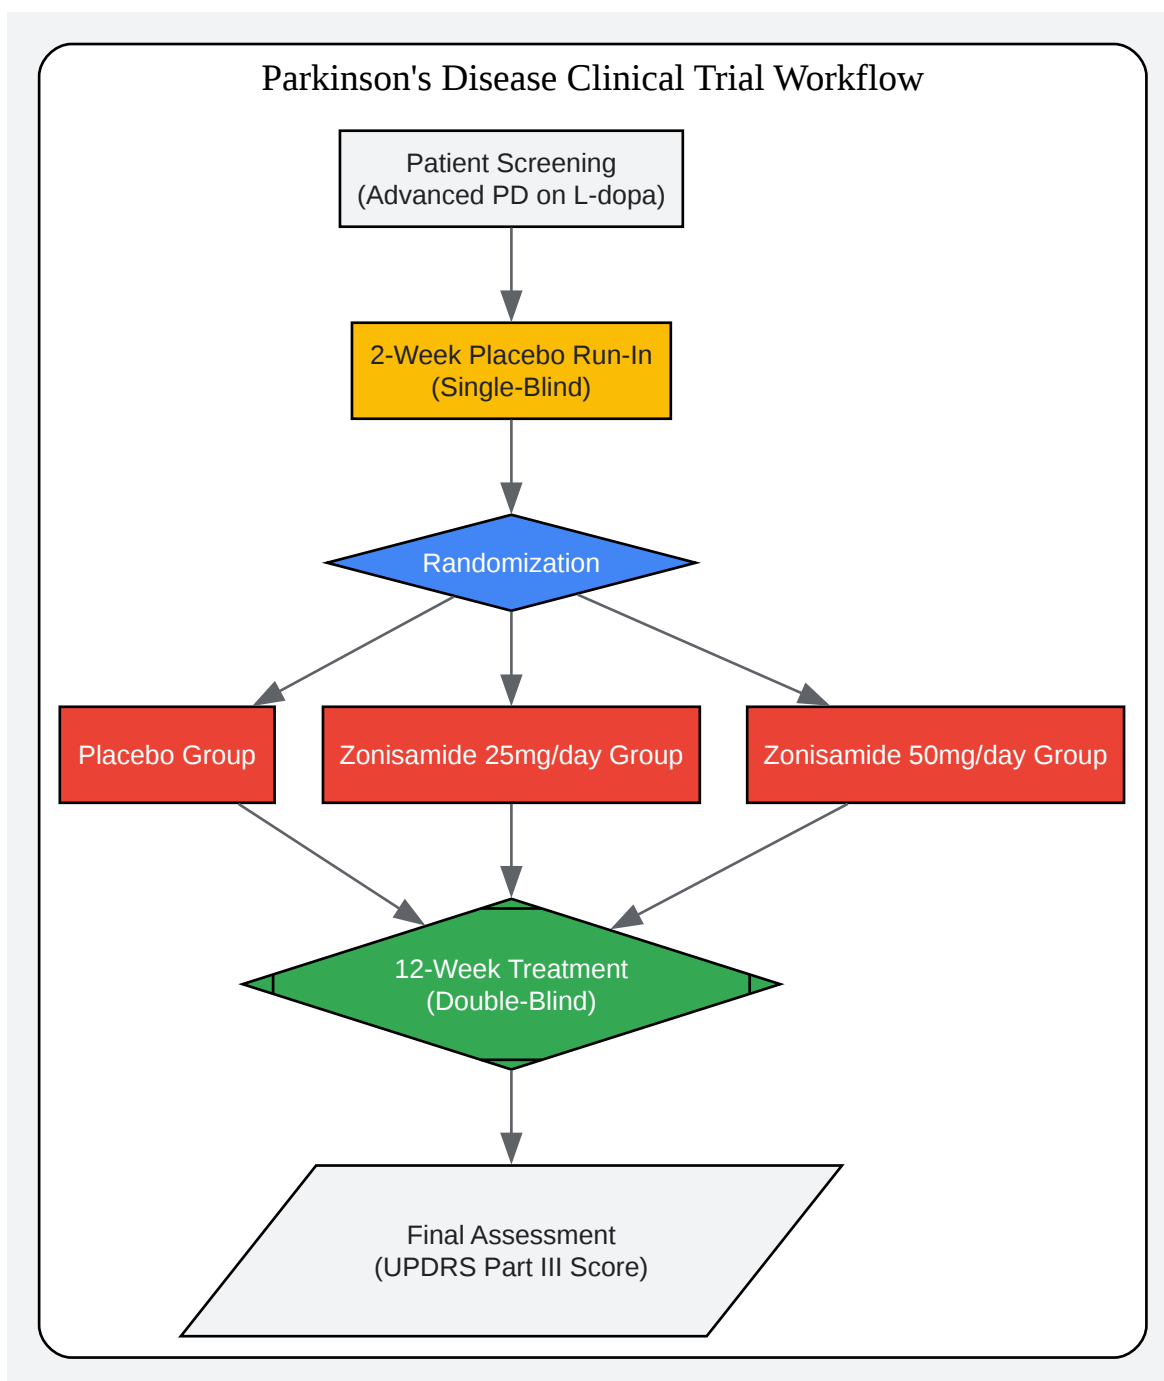 Parkinson's Disease Clinical Trial Workflow
Patient Screening
(Advanced PD on L-dopa)
2-Week Placebo Run-In
(Single-Blind)
Randomization
Placebo Group
Zonisamide 25mg/day Group
Zonisamide 50mg/day Group
12-Week Treatment
(Double-Blind)
Final Assessment
(UPDRS Part III Score)